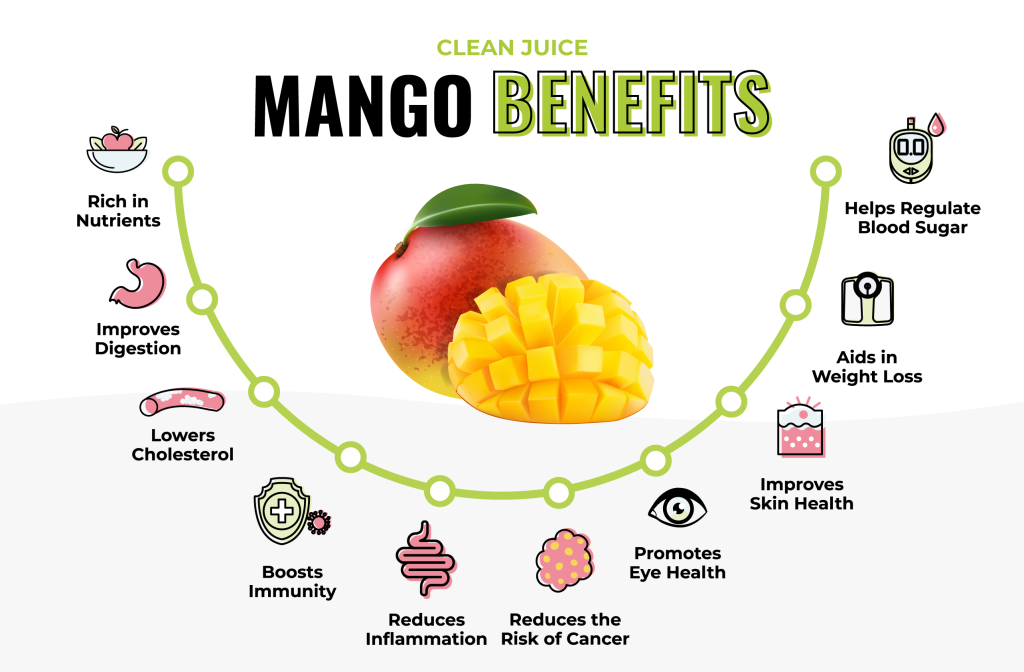 CLEAN JUICE
MANGO BENEFITS
Rich in
Nutrients
Improves
Digestion
Lowers
Cholesterol
Boosts
Immunity
Reduces
Inflammation
Reduces the
Risk of Cancer
Promotes
Eye Health
Improves
Skin Health
Aids in
Weight Loss
0.0
Helps Regulate
Blood Sugar